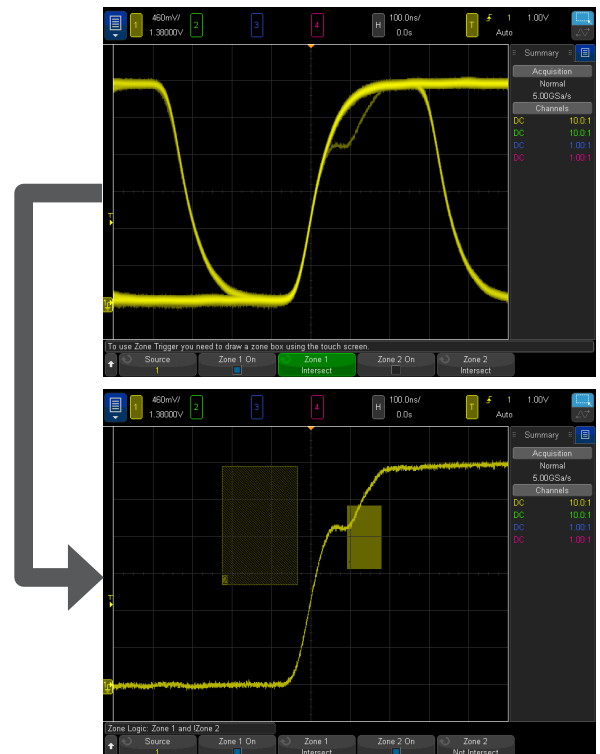 1 460mV/ 2 3 4 H 100.0ns/ T 1 1.00V
1.38000V 0.0s Auto
Summary
Acquisition
Normal
5.00GSa/s
Channels
DC 10.0:1
DC 10.0:1
DC 1.00:1
DC 1.00:1
T
To use Zone Trigger you need to draw a zone box using the touch screen.
Source Zone 1 On Zone 1 Zone 2 On Zone 2
1 Intersect Intersect
1 460mV/ 2 3 4 H 100.0ns/ T 1 1.00V
1.38000V 0.0s Auto
Summary
Acquisition
Normal
5.00GSa/s
Channels
DC 10.0:1
DC 10.0:1
DC 1.00:1
DC 1.00:1
T
Zone Logic: Zone 1 and !Zone 2
Source Zone 1 On Zone 1 Zone 2 On Zone 2
1 Intersect Not Intersect